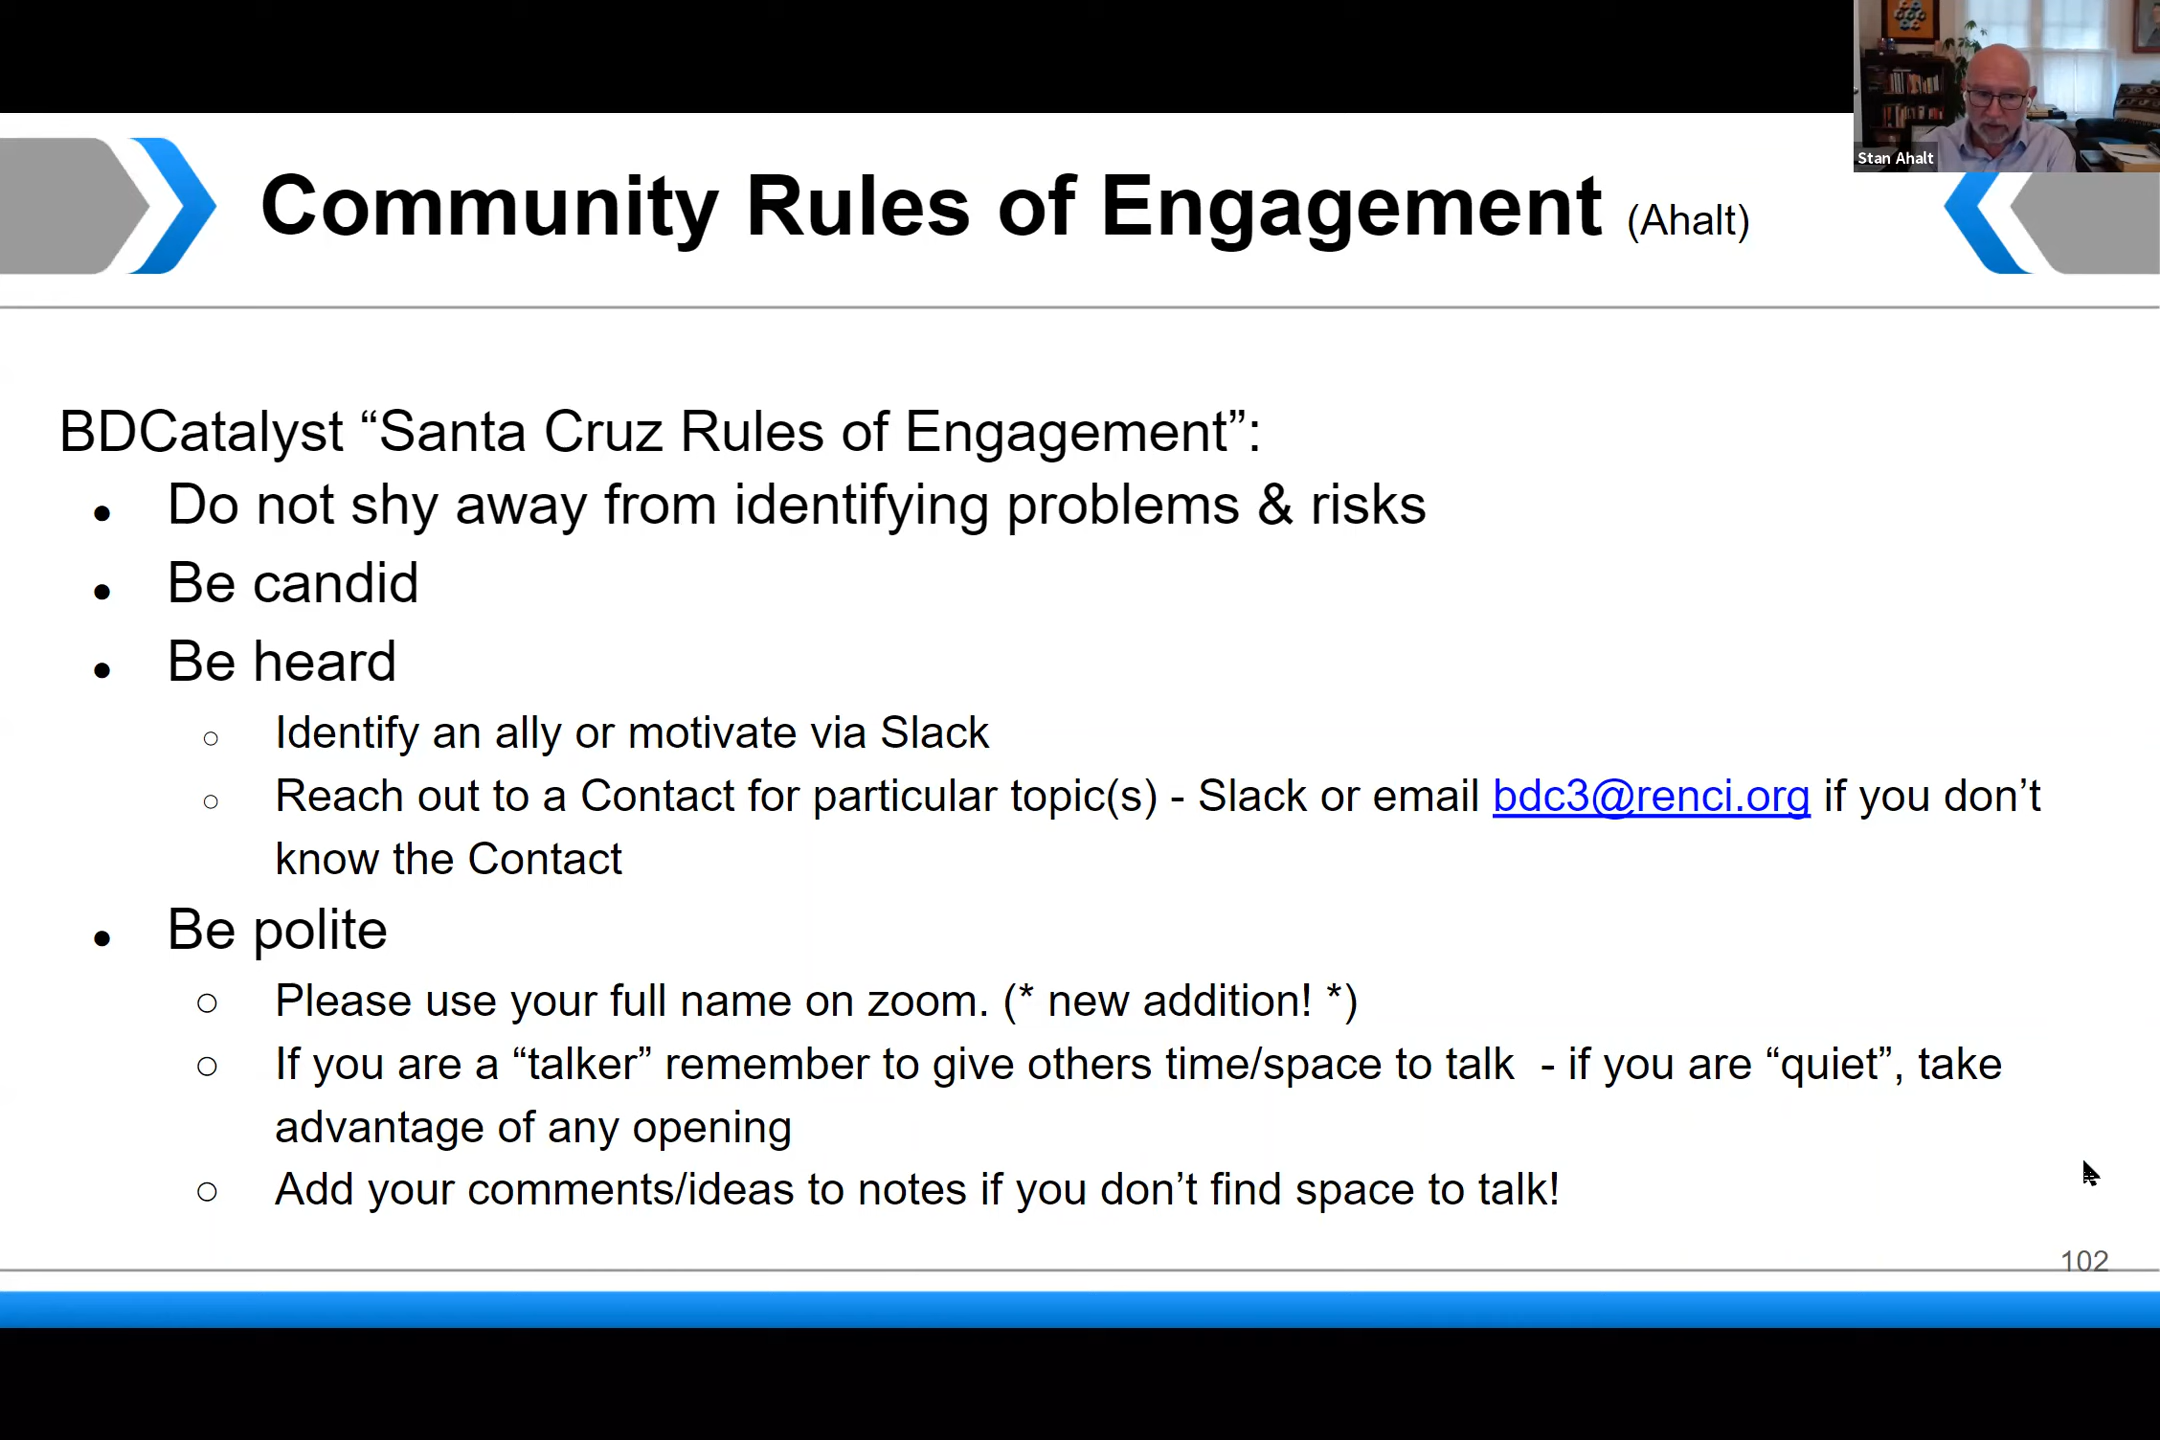 Stan Ahalt
Community Rules of Engagement (Ahalt)
BDCatalyst “Santa Cruz Rules of Engagement”:
● Do not shy away from identifying problems & risks
● Be candid
● Be heard
○ Identify an ally or motivate via Slack
○ Reach out to a Contact for particular topic(s) - Slack or email bdc3@renci.org if you don’t
know the Contact
● Be polite
○ Please use your full name on zoom. (* new addition! *)
○ If you are a “talker” remember to give others time/space to talk  - if you are “quiet”, take
advantage of any opening
○ Add your comments/ideas to notes if you don’t find space to talk!
102